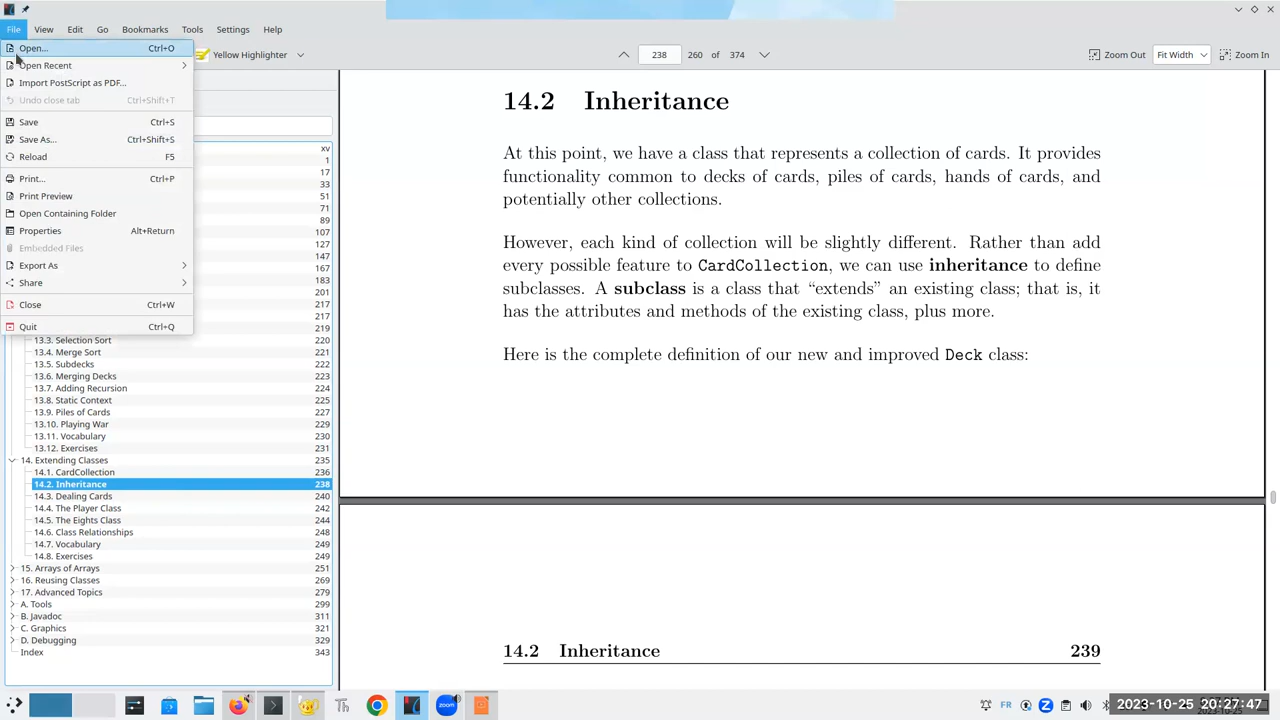 File View Edit Go Bookmarks Tools Settings Help
Open... Ctrl+O
Open Recent
Import PostScript as PDF...
Undo close tab Ctrl+Shift+T
Save Ctrl+S
Save As... Ctrl+Shift+S
Reload F5
Print... Ctrl+P
Print Preview
Open Containing Folder
Properties Alt+Return
Embedded Files
Export As
Share
Close Ctrl+W
Quit Ctrl+Q
Yellow Highlighter
238 260 of 374
Zoom Out Fit Width Zoom In
xv
1
17
33
51
71
89
107
127
147
167
183
201
217
217
219
13.3. Selection Sort 220
13.4. Merge Sort 221
13.5. Subdecks 222
13.6. Merging Decks 223
13.7. Adding Recursion 224
13.8. Static Context 225
13.9. Piles of Cards 227
13.10. Playing War 229
13.11. Vocabulary 230
13.12. Exercises 231
14. Extending Classes 235
14.1. CardCollection 236
14.2. Inheritance 238
14.3. Dealing Cards 240
14.4. The Player Class 242
14.5. The Eights Class 244
14.6. Class Relationships 248
14.7. Vocabulary 249
14.8. Exercises 249
15. Arrays of Arrays 251
16. Reusing Classes 269
17. Advanced Topics 283
A. Tools 299
B. Javadoc 311
C. Graphics 321
D. Debugging 329
Index 343
14.2 Inheritance
At this point, we have a class that represents a collection of cards. It provides
functionality common to decks of cards, piles of cards, hands of cards, and
potentially other collections.
However, each kind of collection will be slightly different. Rather than add
every possible feature to CardCollection, we can use inheritance to define
subclasses. A subclass is a class that “extends” an existing class; that is, it
has the attributes and methods of the existing class, plus more.
Here is the complete definition of our new and improved Deck class:
14.2 Inheritance 239
Th
zoom
FR
2023-10-25 20:27:47